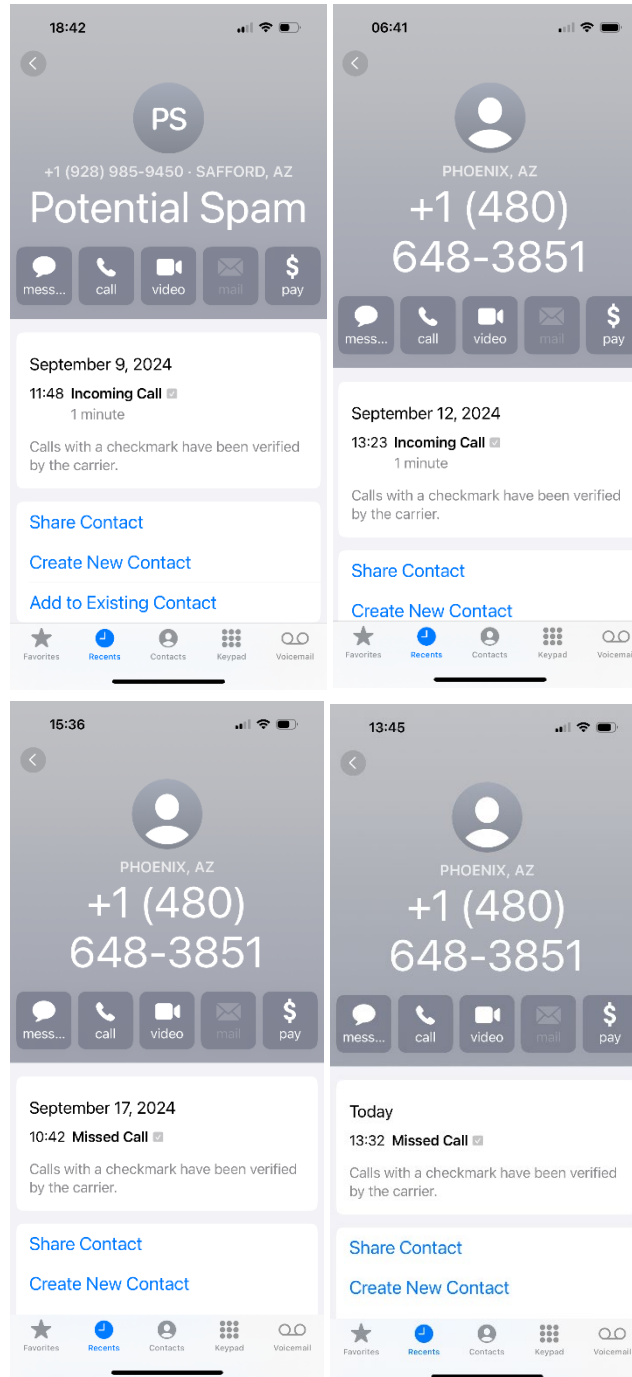 18:42
PS
+1 (928) 985-9450 · SAFFORD, AZ
Potential Spam
mess...
call
video
mail
pay
September 9, 2024
11:48 Incoming Call
1 minute
Calls with a checkmark have been verified
by the carrier.
Share Contact
Create New Contact
Add to Existing Contact
Favorites
Recents
Contacts
Keypad
Voicemail
06:41
PHOENIX, AZ
+1 (480)
648-3851
mess...
call
video
mail
pay
September 12, 2024
13:23 Incoming Call
1 minute
Calls with a checkmark have been verified
by the carrier.
Share Contact
Create New Contact
Favorites
Recents
Contacts
Keypad
Voicemail
15:36
PHOENIX, AZ
+1 (480)
648-3851
mess...
call
video
mail
pay
September 17, 2024
10:42 Missed Call
Calls with a checkmark have been verified
by the carrier.
Share Contact
Create New Contact
Favorites
Recents
Contacts
Keypad
Voicemail
13:45
PHOENIX, AZ
+1 (480)
648-3851
mess...
call
video
mail
pay
Today
13:32 Missed Call
Calls with a checkmark have been verified
by the carrier.
Share Contact
Create New Contact
Favorites
Recents
Contacts
Keypad
Voicemail